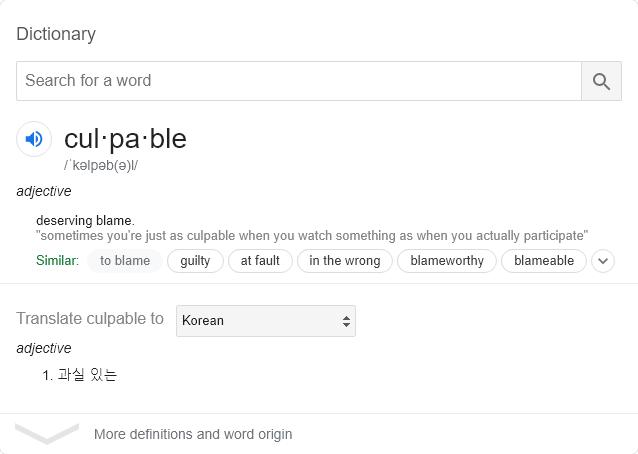 Dictionary
Search for a word
cul·pa·ble
/ˈkəlpəb(ə)l/
adjective
deserving blame.
"sometimes you're just as culpable when you watch something as when you actually participate"
Similar: to blame guilty at fault in the wrong blameworthy blameable
Translate culpable to Korean
adjective
1. 과실 있는
More definitions and word origin